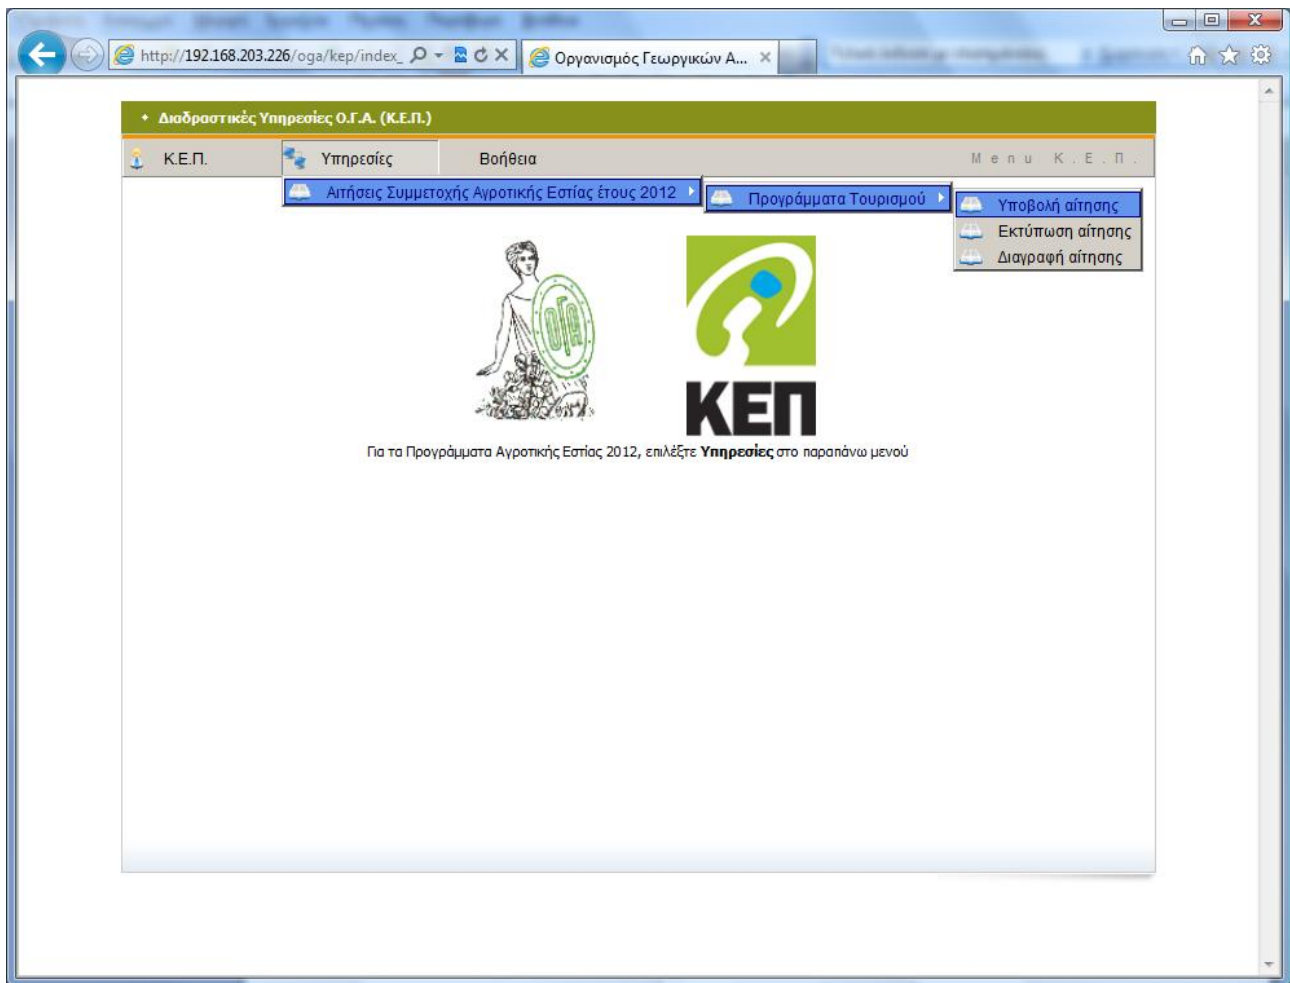 http://192.168.203.226/oga/kep/index_
Οργανισμός Γεωργικών Α...
Διαδραστικές Υπηρεσίες Ο.Γ.Α. (Κ.Ε.Π.)
Κ.Ε.Π. Υπηρεσίες Βοήθεια Menu Κ.Ε.Π.
Αιτήσεις Συμμετοχής Αγροτικής Εστίας έτους 2012 Προγράμματα Τουρισμού Υποβολή αίτησης
Εκτύπωση αίτησης
Διαγραφή αίτησης
ΟΓΑ
ΚΕΠ
Για τα Προγράμματα Αγροτικής Εστίας 2012, επιλέξτε Υπηρεσίες στο παραπάνω μενού